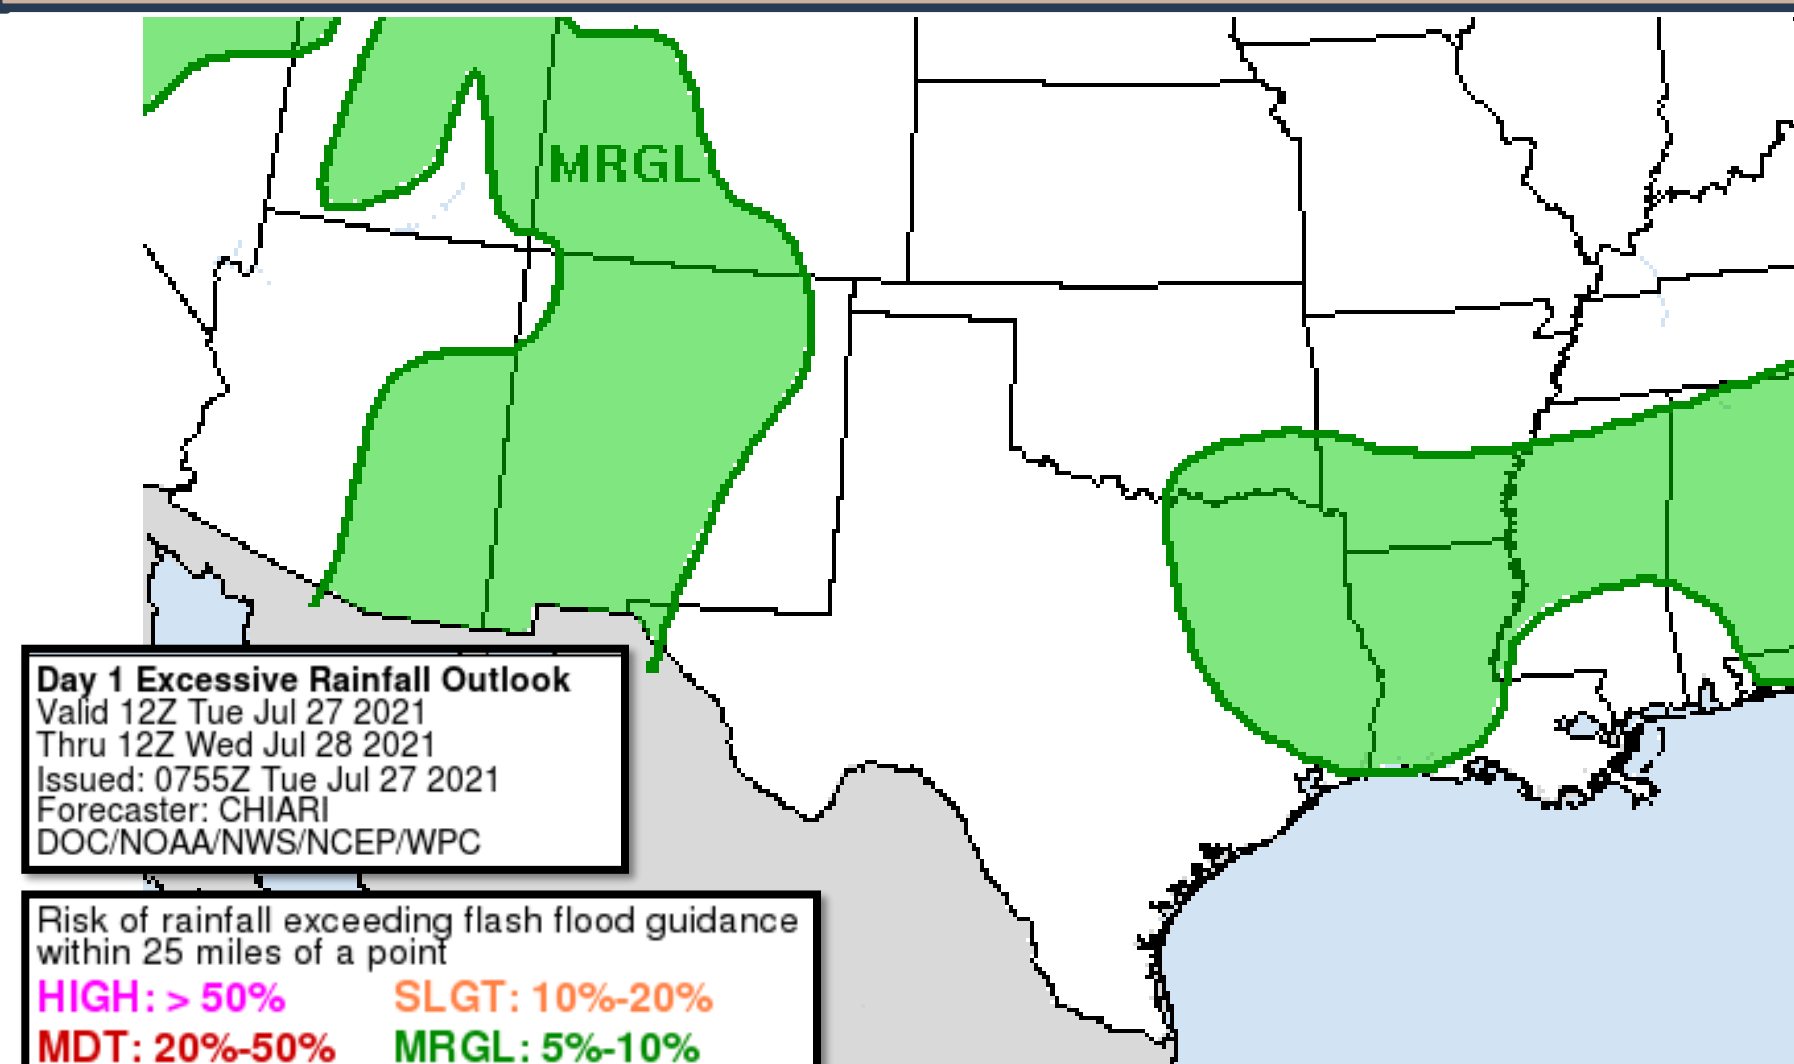 MRGL
Day 1 Excessive Rainfall Outlook
Valid 12Z Tue Jul 27 2021
Thru 12Z Wed Jul 28 2021
Issued: 0755Z Tue Jul 27 2021
Forecaster: CHIARI
DOC/NOAA/NWS/NCEP/WPC
Risk of rainfall exceeding flash flood guidance
within 25 miles of a point
HIGH: > 50% SLGT: 10%-20%
MDT: 20%-50% MRGL: 5%-10%